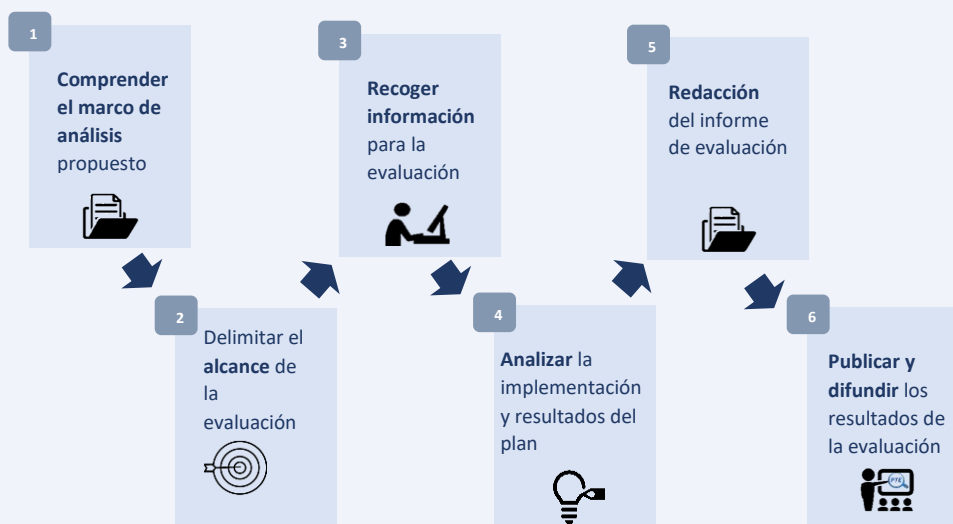 1
Comprender
el marco de
análisis
propuesto
2
Delimitar el
alcance de
la
evaluación
3
Recoger
información
para la
evaluación
4
Analizar la
implementación
y resultados del
plan
5
Redacción
del informe
de evaluación
6
Publicar y
difundir los
resultados de
la evaluación
PTE